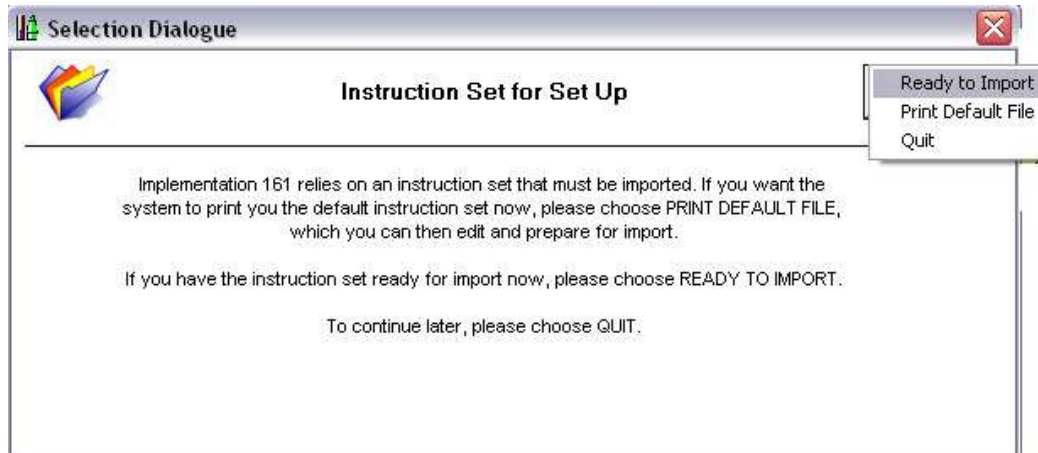 Selection Dialogue
Instruction Set for Set Up
Ready to Import
Print Default File
Quit
Implementation 161 relies on an instruction set that must be imported. If you want the
system to print you the default instruction set now, please choose PRINT DEFAULT FILE,
which you can then edit and prepare for import.
If you have the instruction set ready for import now, please choose READY TO IMPORT.
To continue later, please choose QUIT.